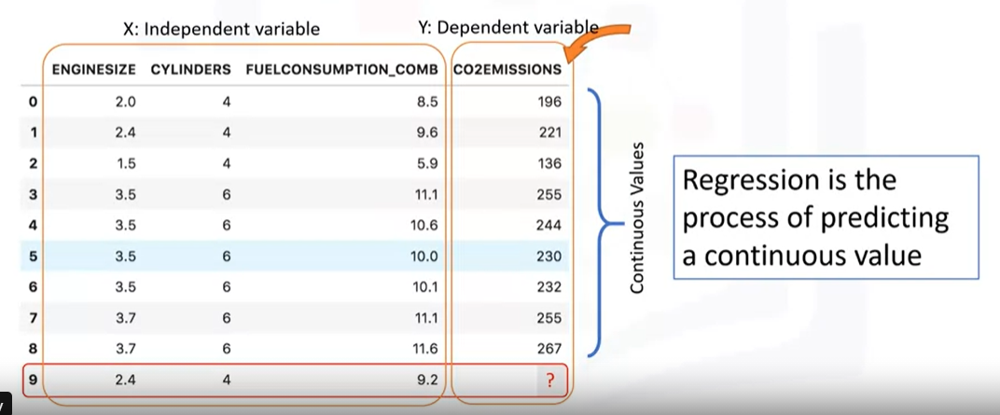 X: Independent variable
Y: Dependent variable
ENGINESIZE CYLINDERS FUELCONSUMPTION_COMB CO2EMISSIONS
0 2.0 4 8.5 196
1 2.4 4 9.6 221
2 1.5 4 5.9 136
3 3.5 6 11.1 255
4 3.5 6 10.6 244
5 3.5 6 10.0 230
6 3.5 6 10.1 232
7 3.7 6 11.1 255
8 3.7 6 11.6 267
9 2.4 4 9.2 ?
Continuous Values
Regression is the
process of predicting
a continuous value